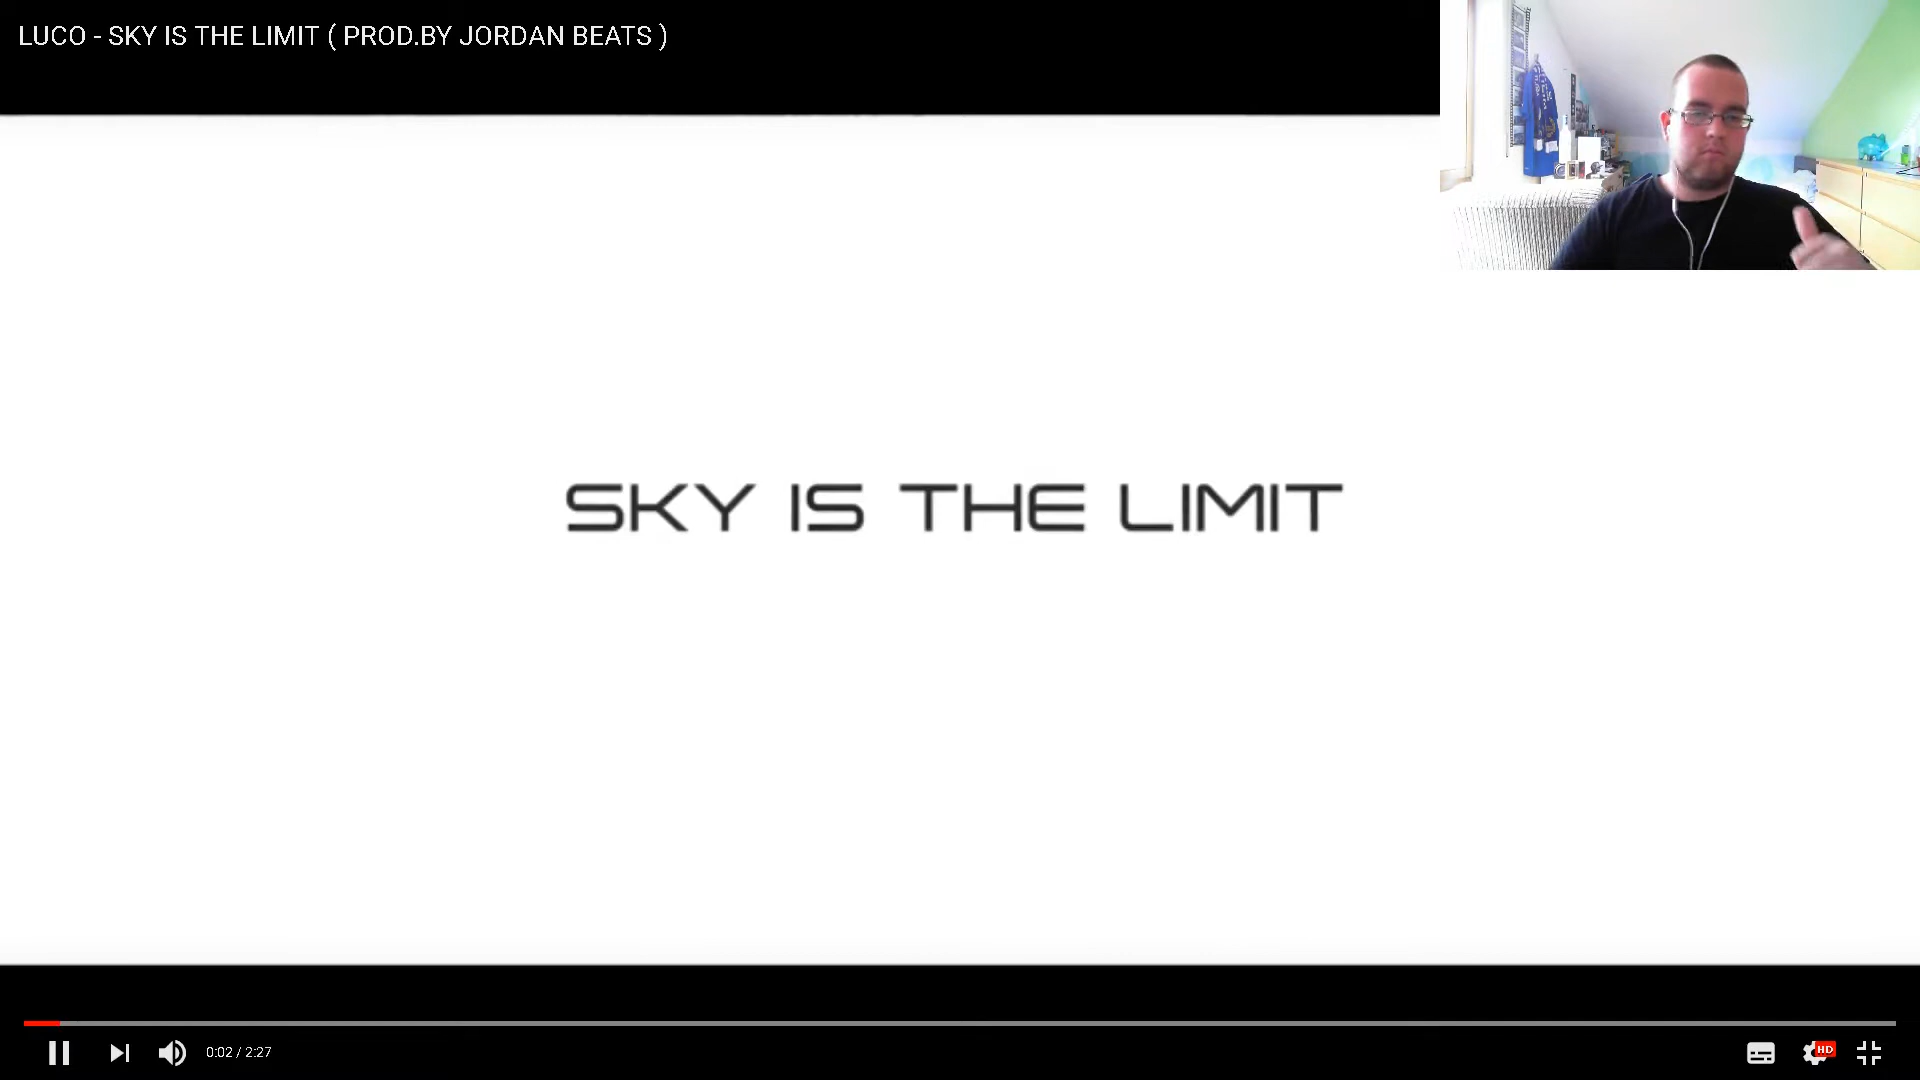 LUCO - SKY IS THE LIMIT ( PROD.BY JORDAN BEATS )
SKY IS THE LIMIT
0:02 / 2:27
HD